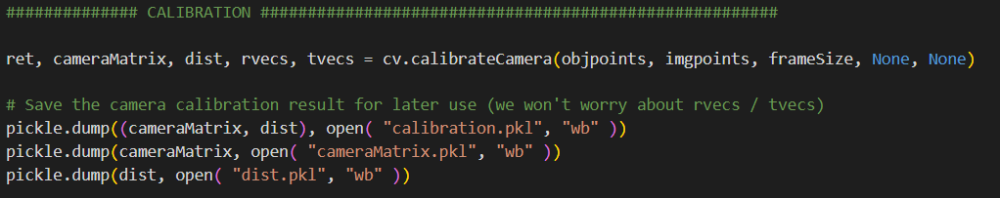 ############## CALIBRATION #######################################################
ret, cameraMatrix, dist, rvecs, tvecs = cv.calibrateCamera(objpoints, imgpoints, frameSize, None, None)
# Save the camera calibration result for later use (we won't worry about rvecs / tvecs)
pickle.dump((cameraMatrix, dist), open( "calibration.pkl", "wb" ))
pickle.dump(cameraMatrix, open( "cameraMatrix.pkl", "wb" ))
pickle.dump(dist, open( "dist.pkl", "wb" ))